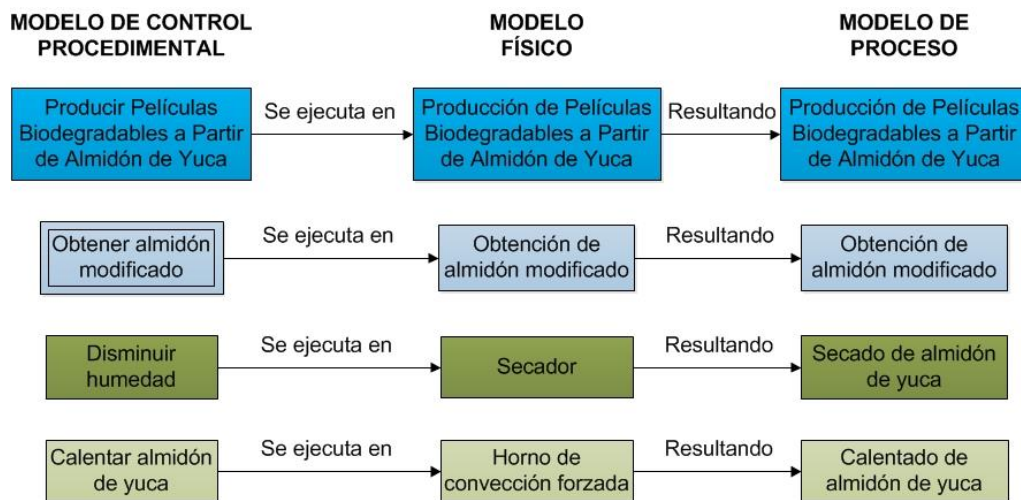 MODELO DE CONTROL
PROCEDIMENTAL
MODELO
FÍSICO
MODELO DE
PROCESO
Producir Películas
Biodegradables a Partir
de Almidón de Yuca
Se ejecuta en
Producción de Películas
Biodegradables a Partir
de Almidón de Yuca
Resultando
Producción de Películas
Biodegradables a Partir
de Almidón de Yuca
Obtener almidón
modificado
Se ejecuta en
Obtención de
almidón modificado
Resultando
Obtención de
almidón modificado
Disminuir
humedad
Se ejecuta en
Secador
Resultando
Secado de almidón
de yuca
Calentar almidón
de yuca
Se ejecuta en
Horno de
convección forzada
Resultando
Calentado de
almidón de yuca